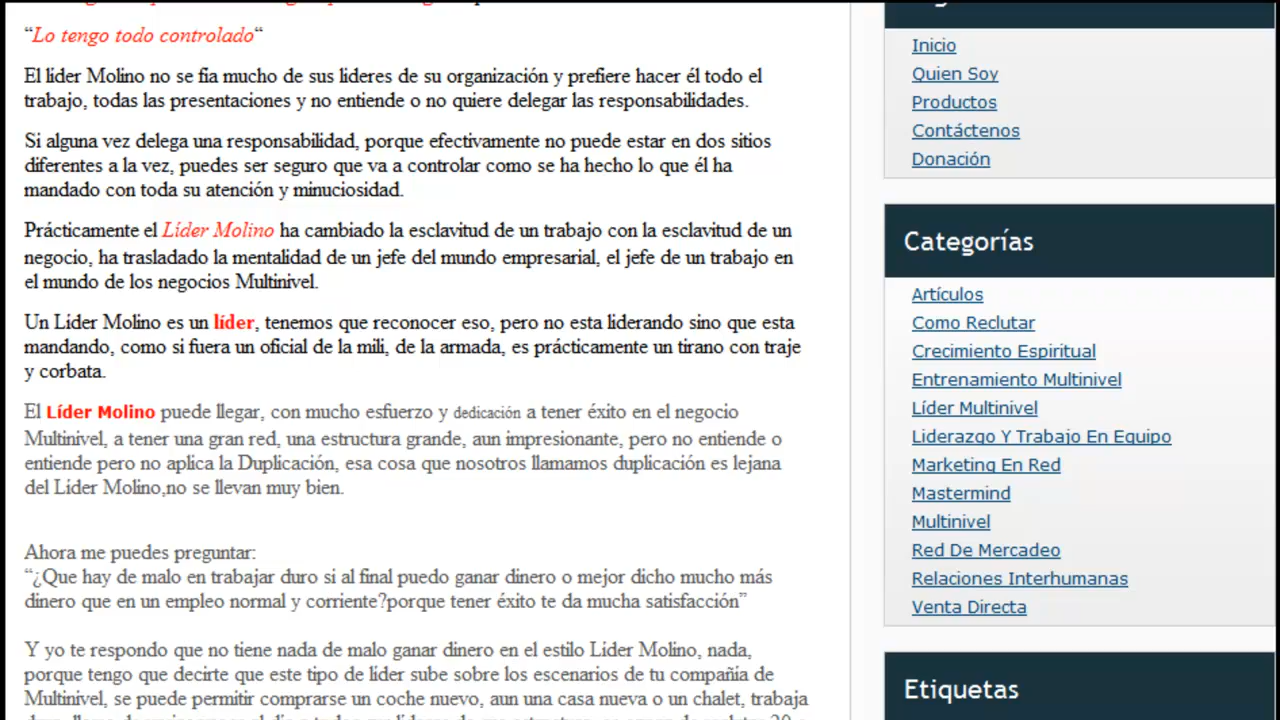 “Lo tengo todo controlado“
El líder Molino no se fía mucho de sus lideres de su organización y prefiere hacer él todo el
trabajo, todas las presentaciones y no entiende o no quiere delegar las responsabilidades.
Si alguna vez delega una responsabilidad, porque efectivamente no puede estar en dos sitios
diferentes a la vez, puedes ser seguro que va a controlar como se ha hecho lo que él ha
mandado con toda su atención y minuciosidad.
Prácticamente el Líder Molino ha cambiado la esclavitud de un trabajo con la esclavitud de un
negocio, ha trasladado la mentalidad de un jefe del mundo empresarial, el jefe de un trabajo en
el mundo de los negocios Multinivel.
Un Líder Molino es un líder, tenemos que reconocer eso, pero no esta liderando sino que esta
mandando, como si fuera un oficial de la mili, de la armada, es prácticamente un tirano con traje
y corbata.
El Líder Molino puede llegar, con mucho esfuerzo y dedicación a tener éxito en el negocio
Multinivel, a tener una gran red, una estructura grande, aun impresionante, pero no entiende o
entiende pero no aplica la Duplicación, esa cosa que nosotros llamamos duplicación es lejana
del Líder Molino,no se llevan muy bien.
Ahora me puedes preguntar:
“¿Que hay de malo en trabajar duro si al final puedo ganar dinero o mejor dicho mucho más
dinero que en un empleo normal y corriente?porque tener éxito te da mucha satisfacción”
Y yo te respondo que no tiene nada de malo ganar dinero en el estilo Líder Molino, nada,
porque tengo que decirte que este tipo de líder sube sobre los escenarios de tu compañía de
Multinivel, se puede permitir comprarse un coche nuevo, aun una casa nueva o un chalet, trabaja
Inicio
Quien Soy
Productos
Contáctenos
Donación
Categorías
Artículos
Como Reclutar
Crecimiento Espiritual
Entrenamiento Multinivel
Líder Multinivel
Liderazgo Y Trabajo En Equipo
Marketing En Red
Mastermind
Multinivel
Red De Mercadeo
Relaciones Interhumanas
Venta Directa
Etiquetas